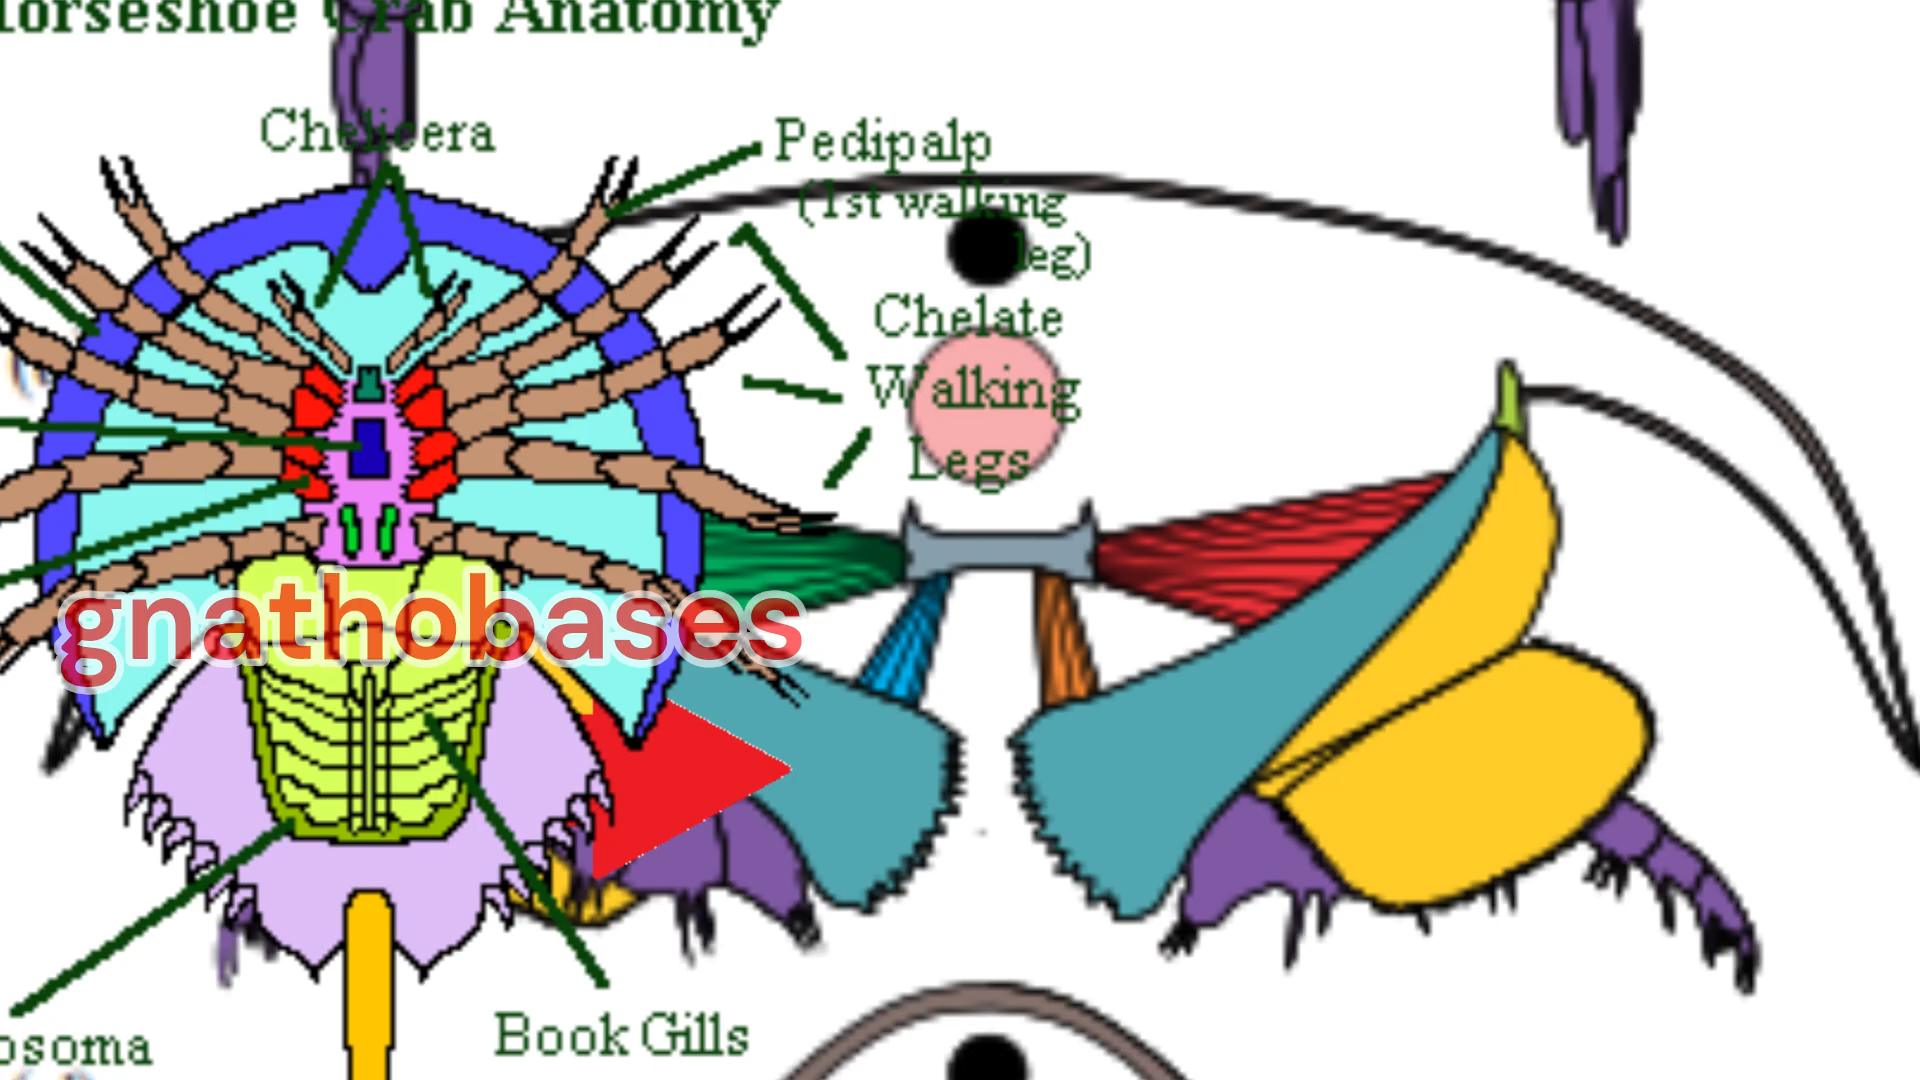 orseshoe Crab Anatomy
Chelicera
Pedipalp
(1st walking
leg)
Chelate
Walking
Legs
gnathobases
Book Gills
osoma